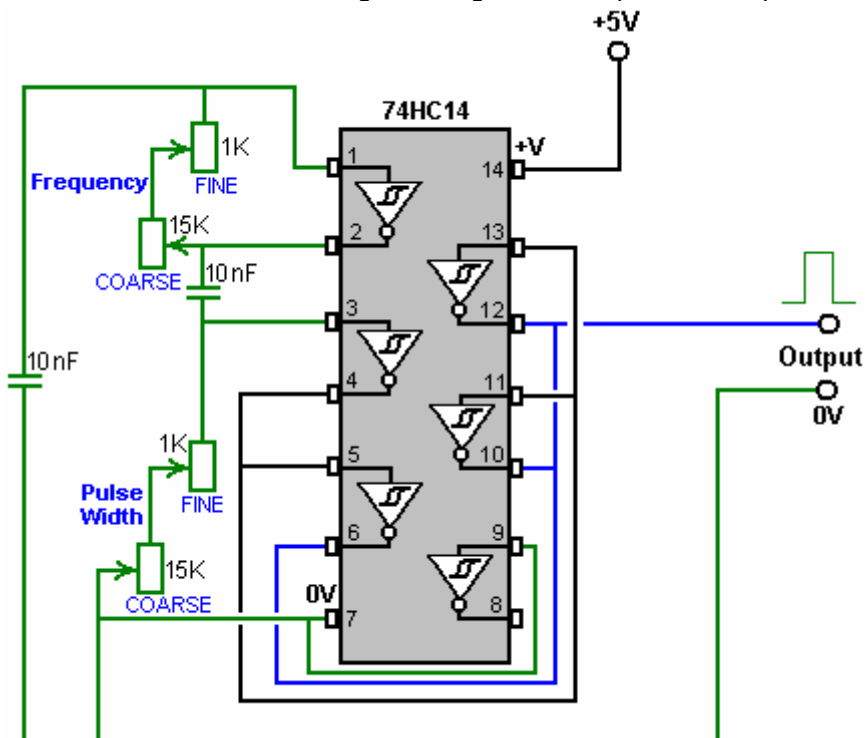 +5V
74HC14
+V
1K
Frequency
FINE
15K
COARSE
10nF
10nF
1
2
3
4
5
6
7
14
13
12
11
10
9
8
1K
Pulse
Width
FINE
15K
COARSE
0V
Output
0V